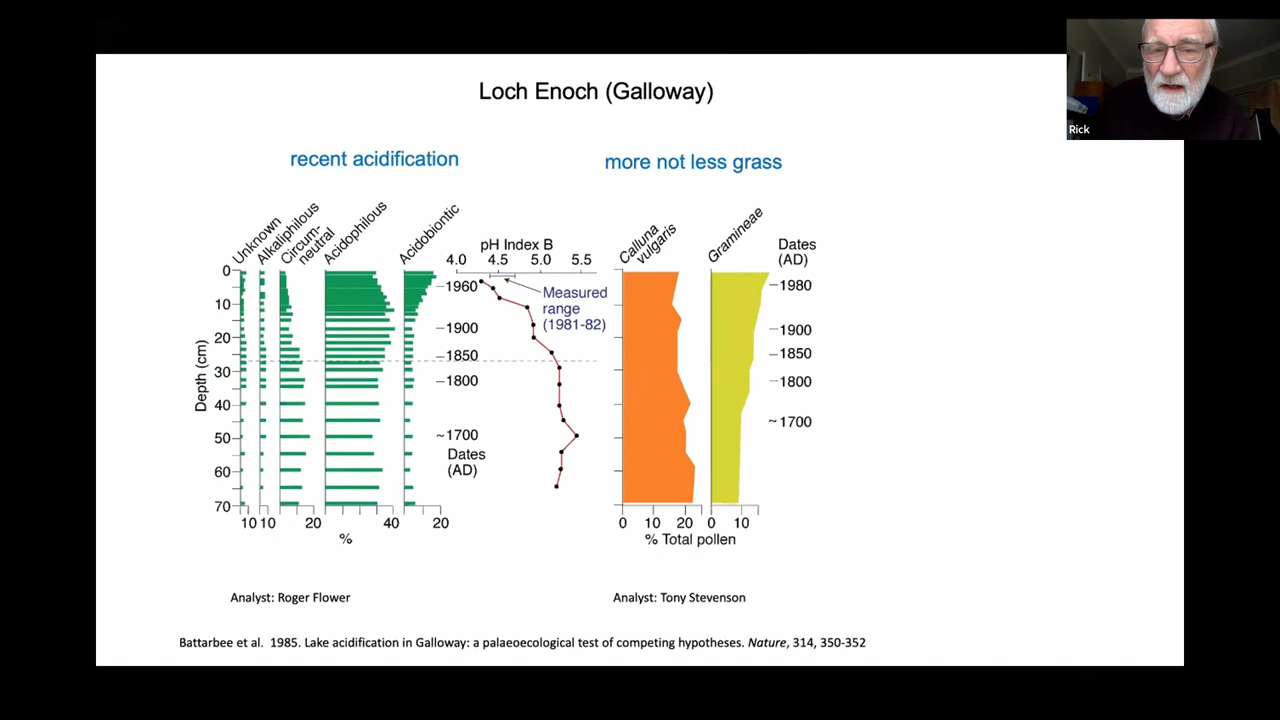 Loch Enoch (Galloway)
Rick
recent acidification
more not less grass
Unknown
Alkaliphilous
Circum-
neutral
Acidophilous
Acidobiontic
pH Index B
4.0 4.5 5.0 5.5
Calluna
vulgaris
Gramineae
Dates
(AD)
Depth (cm)
0
10
20
30
40
50
60
70
1960
1900
1850
1800
~1700
Dates
(AD)
Measured
range
(1981-82)
1980
1900
1850
1800
~1700
10 10 20 40 20
%
0 10 20 0 10
% Total pollen
Analyst: Roger Flower
Analyst: Tony Stevenson
Battarbee et al. 1985. Lake acidification in Galloway: a palaeoecological test of competing hypotheses. Nature, 314, 350-352